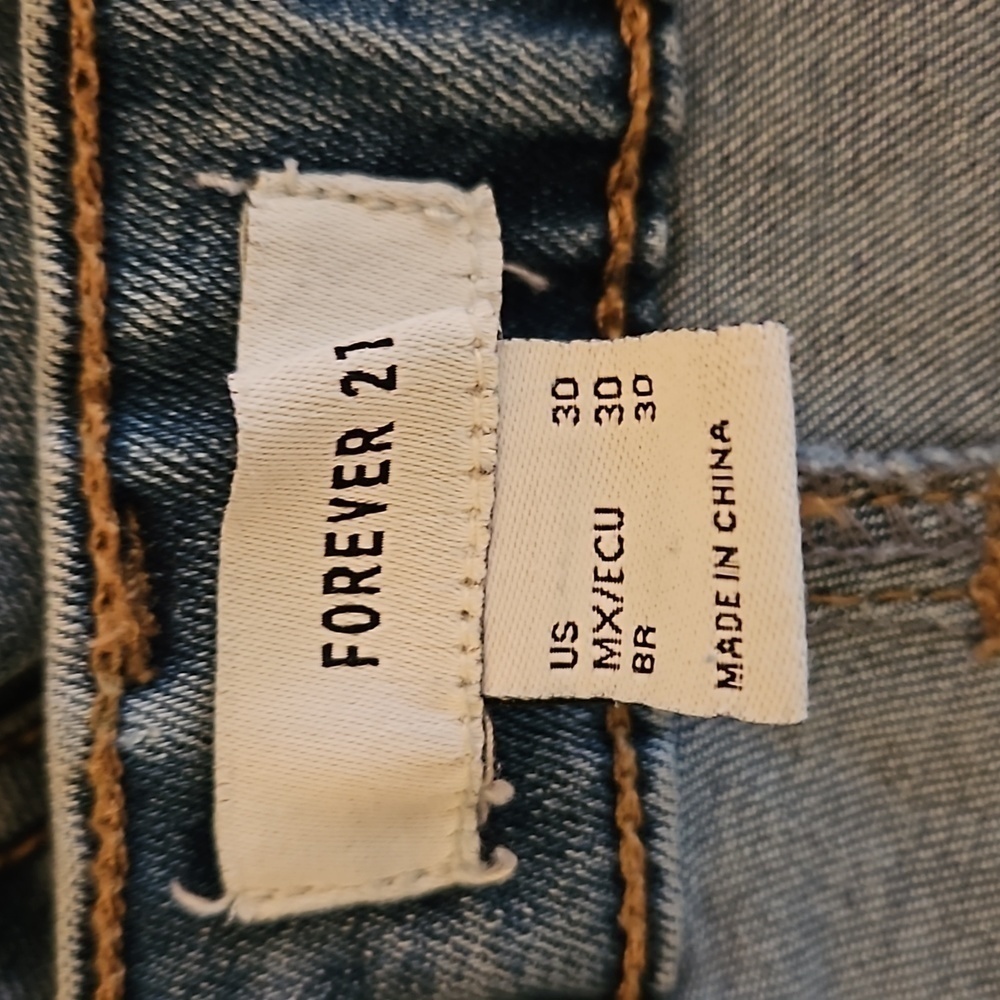 FOREVER 21
US 30
MX/ECU 30
BR 30
MADE IN CHINA